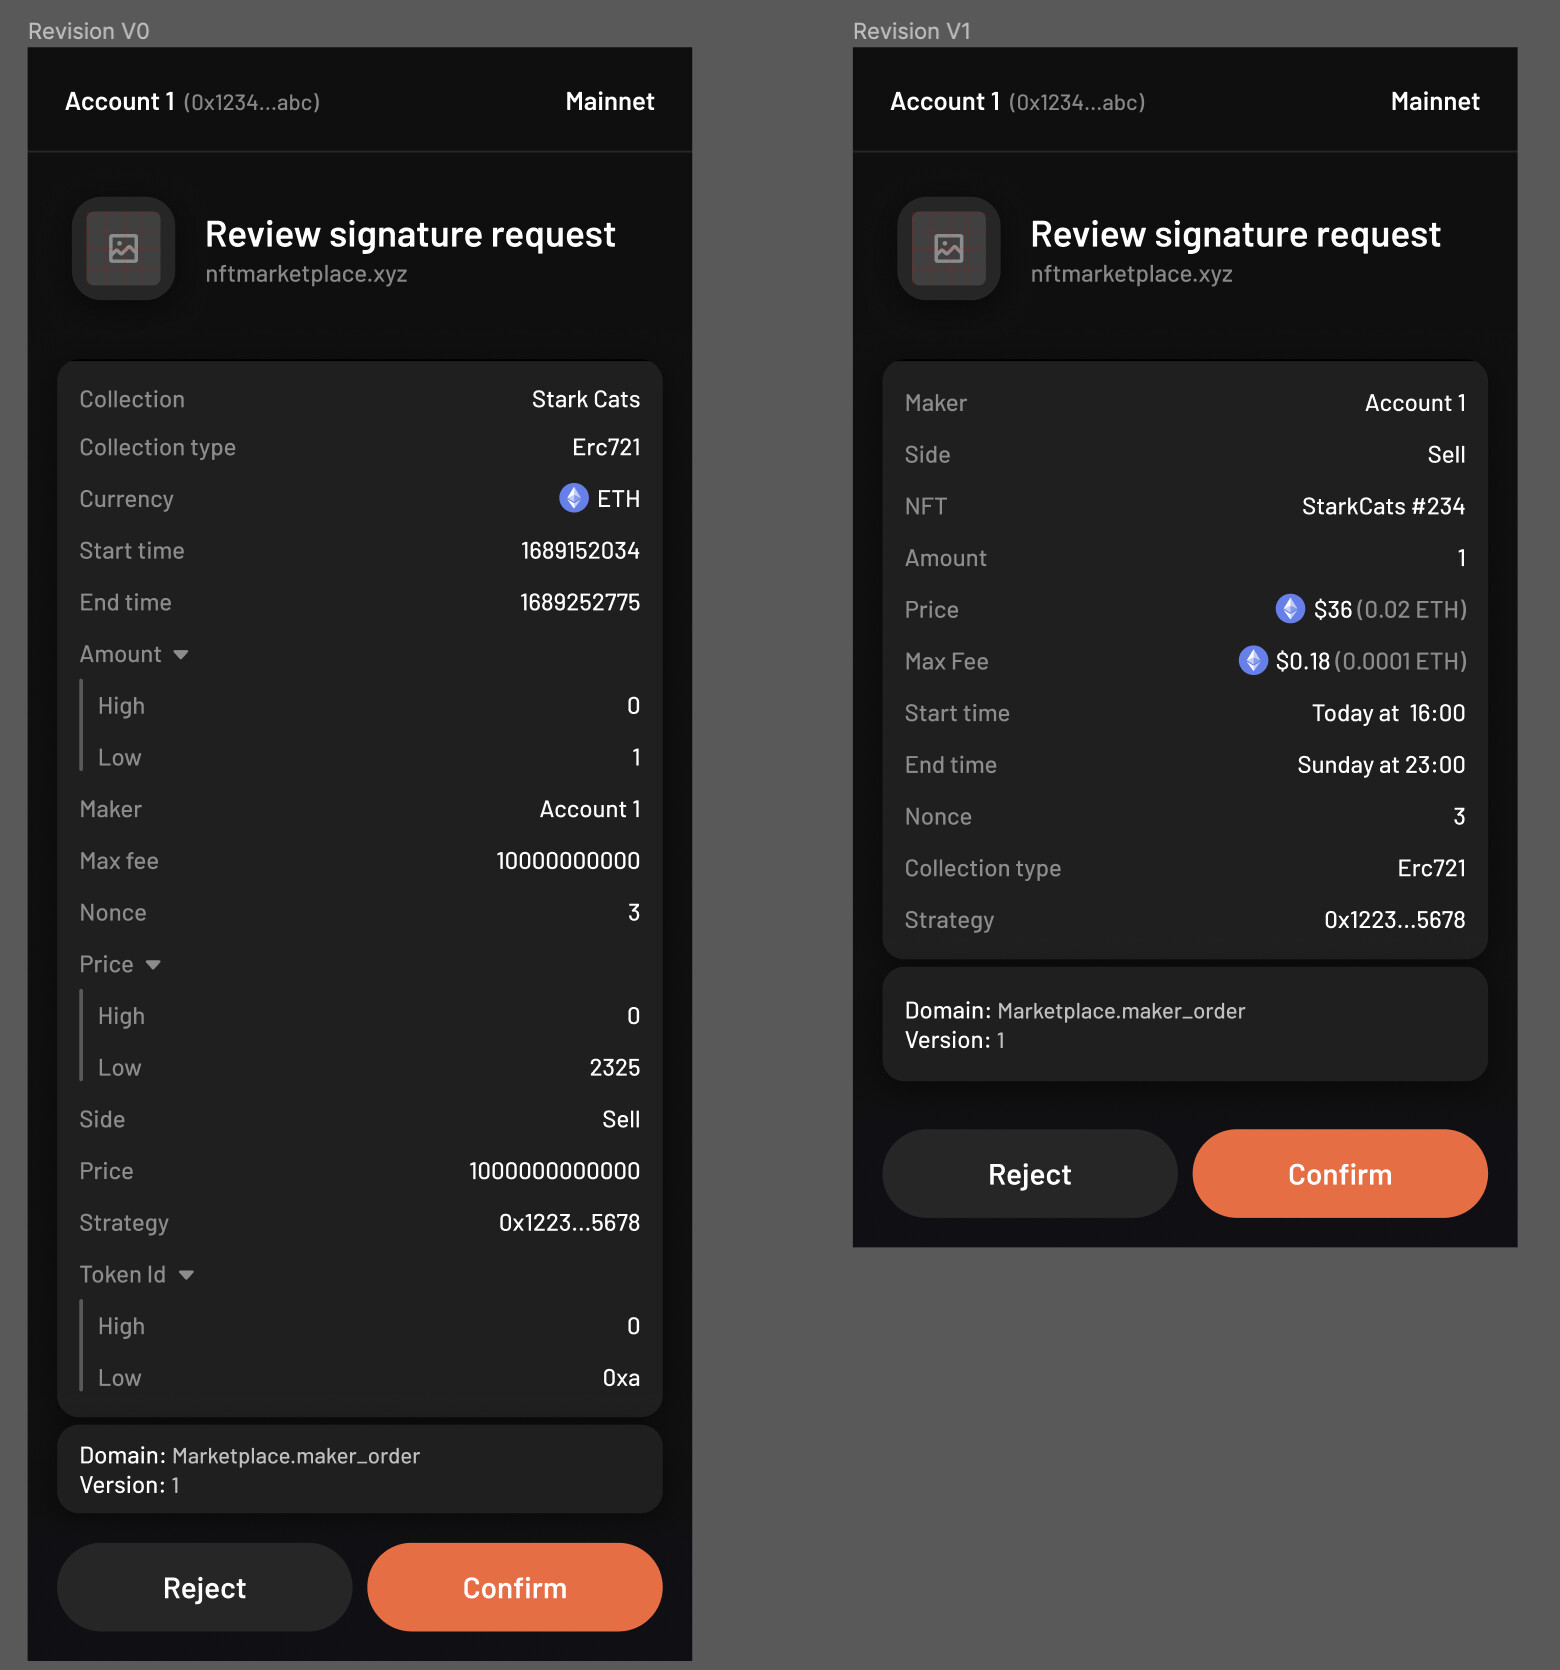 Revision V0
Account 1 (0x1234...abc) Mainnet
Review signature request
nftmarketplace.xyz
Collection Stark Cats
Collection type Erc721
Currency ETH
Start time 1689152034
End time 1689252775
Amount
High 0
Low 1
Maker Account 1
Max fee 10000000000
Nonce 3
Price
High 0
Low 2325
Side Sell
Price 1000000000000
Strategy 0x1223...5678
Token Id
High 0
Low 0xa
Domain: Marketplace.maker_order
Version: 1
Reject Confirm
Revision V1
Account 1 (0x1234...abc) Mainnet
Review signature request
nftmarketplace.xyz
Maker Account 1
Side Sell
NFT StarkCats #234
Amount 1
Price $36 (0.02 ETH)
Max Fee $0.18 (0.0001 ETH)
Start time Today at 16:00
End time Sunday at 23:00
Nonce 3
Collection type Erc721
Strategy 0x1223...5678
Domain: Marketplace.maker_order
Version: 1
Reject Confirm